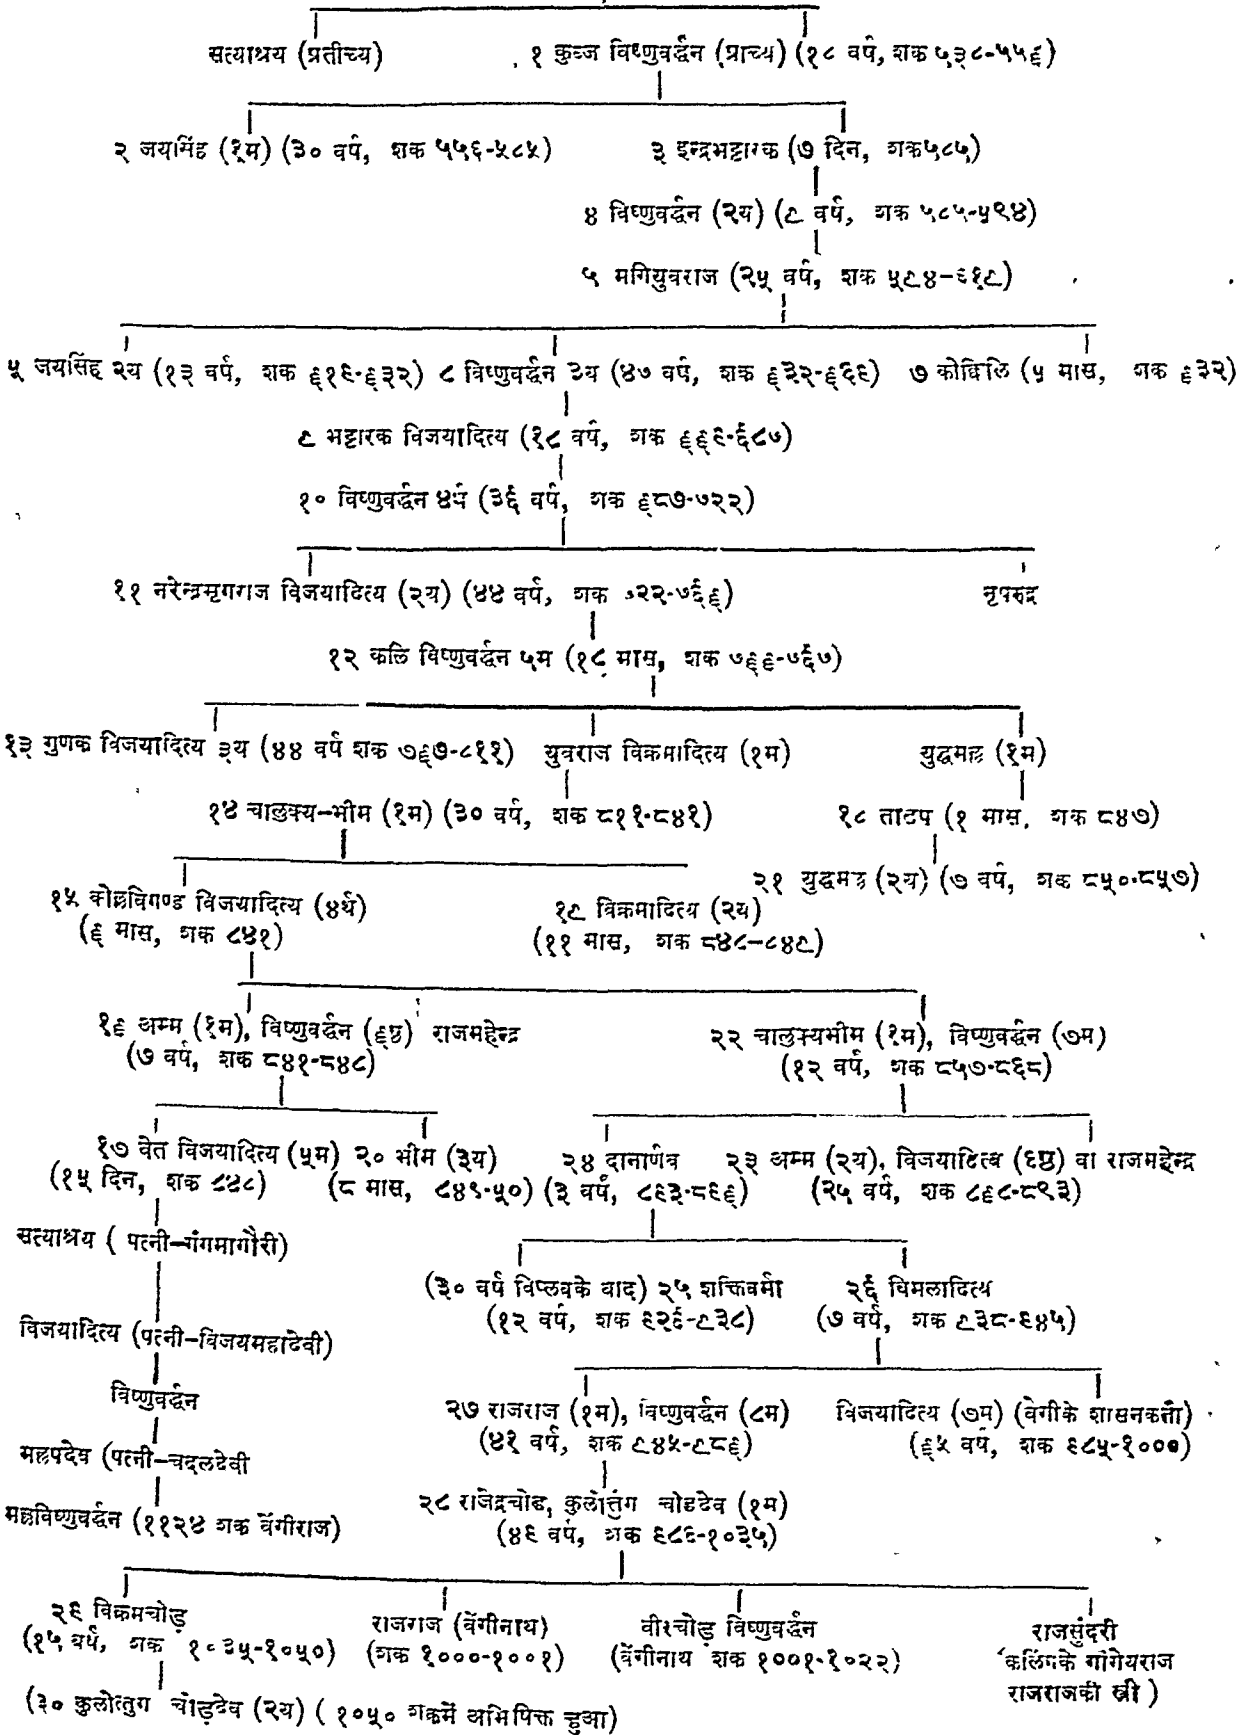 सत्याश्रय (प्रतीच्य) १ कुब्ज विष्णुवर्द्धन (प्राच्य) (१८ वर्ष, शक ५३८-५५६)
२ जयसिंह (१म) (३० वर्ष, शक ५५६-५८५) ३ इन्द्रभट्टारक (७ दिन, शक५८५)
४ विष्णुवर्द्धन (२य) (९ वर्ष, शक ५८५-५९४)
५ मगियुवराज (२५ वर्ष, शक ५९४-६१९)
५ जयसिंह २य (१३ वर्ष, शक ६१९-६३२) ८ विष्णुवर्द्धन ३य (४७ वर्ष, शक ६३२-६६९) ७ कोक्किलि (५ मास, शक ६३२)
९ भट्टारक विजयादित्य (१८ वर्ष, शक ६६९-६८७)
१० विष्णुवर्द्धन ४र्थ (३६ वर्ष, शक ६८७-७२२)
११ नरेन्द्रमृगराज विजयादित्य (२य) (४४ वर्ष, शक ७२२-७६६) नृपरुद्र
१२ कलि विष्णुवर्द्धन ५म (१८ मास, शक ७६६-७६७)
१३ गुणक विजयादित्य ३य (४४ वर्ष शक ७६७-८११) युवराज विक्रमादित्य (१म) युद्धमल्ल (१म)
१४ चालुक्य-भीम (१म) (३० वर्ष, शक ८११-८४१) १८ ताटप (१ मास, शक ८४७)
२१ युद्धमल्ल (२य) (७ वर्ष, शक ८५०-८५७)
१५ कोल्लविगण्ड विजयादित्य (४र्थ) १९ विक्रमादित्य (२य)
(६ मास, शक ८४१) (११ मास, शक ८४८-८४९)
१६ अम्म (१म), विष्णुवर्द्धन (६ष्ठ) राजमहेन्द्र २२ चालुक्यभीम (१म), विष्णुवर्द्धन (७म)
(७ वर्ष, शक ८४१-८४८) (१२ वर्ष, शक ८५७-८६८)
१७ वेत विजयादित्य (५म) २० भीम (३य) २४ दानार्णव २३ अम्म (२य), विजयादित्य (६ष्ठ) वा राजमहेन्द्र
(१५ दिन, शक ८४८) (८ मास, ८४९-५०) (३ वर्ष, ८९३-८९६) (२५ वर्ष, शक ८६८-८९३)
सत्याश्रय ( पत्नी-गंगमागौरी)
(३० वर्ष विप्लवके वाद) २५ शक्तिवर्मा २६ विमलादित्य
(१२ वर्ष, शक ९२६-९३८) (७ वर्ष, शक ९३८-९४५)
विजयादित्य (पत्नी-विजयमहादेवी)
विष्णुवर्द्धन
२७ राजराज (१म), विष्णुवर्द्धन (८म) विजयादित्य (७म) (वेगीके शासनकर्ता)
(४१ वर्ष, शक ९४५-९८६) (६५ वर्ष, शक ९८५-१०००)
मल्लपदेव (पत्नी-चदलदेवी
२८ राजेद्रचोड, कुलोत्तुंग चोडदेव (१म)
मल्लविष्णुवर्द्धन (११२४ शक वेंगीराज)
(४९ वर्ष, शक ९८६-१०३५)
२९ विक्रमचोड़ राजराज (वेंगीनाथ) वीरचोड़ विष्णुवर्द्धन राजसुंदरी
(१५ वर्ष, शक १०३५-१०५०) (शक १०००-१००१) (वेंगीनाथ शक १००१-१०२२) (कलिंगके गांगेयराज
राजराजकी स्त्री )
(३० कुलोत्तुग चोड़देव (२य) ( १०५० शकमें अभिषिक्त हुआ)